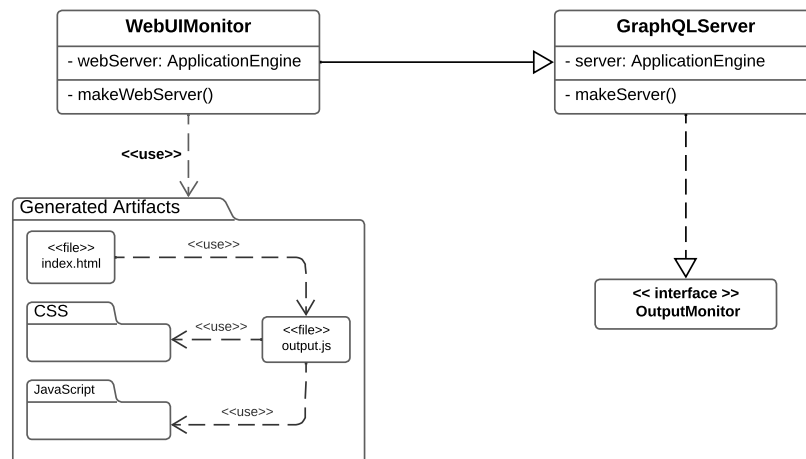 WebUIMonitor
- webServer: ApplicationEngine
- makeWebServer()
GraphQLServer
- server: ApplicationEngine
- makeServer()
<<use>>
Generated Artifacts
<<file>>
index.html
<<use>>
CSS
<<use>>
<<file>>
output.js
JavaScript
<<use>>
<< interface >>
OutputMonitor